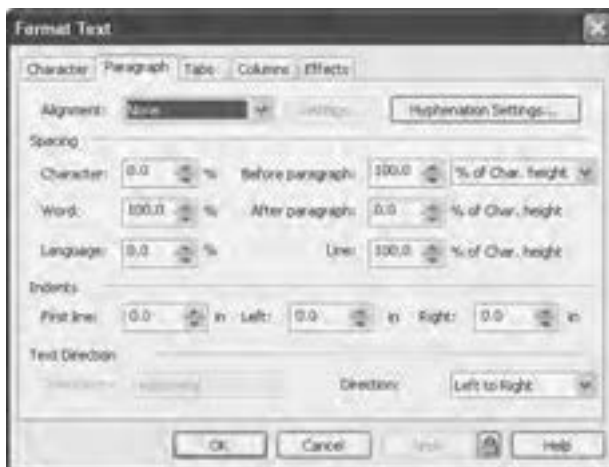 Format Text
Character Paragraph Tabs Columns Effects
Alignment: None Settings... Hyphenation Settings...
Spacing
Character: 0.0 % Before paragraph: 100.0 % of Char. height
Word: 100.0 % After paragraph: 0.0 % of Char. height
Language: 0.0 % Line: 100.0 % of Char. height
Indents
First line: 0.0 in Left: 0.0 in Right: 0.0 in
Text Direction
Direction: Left to Right
OK Cancel Apply Help